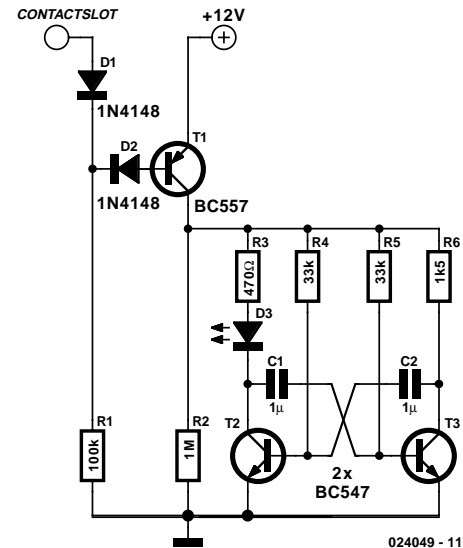 CONTACTSLOT
+12V
D1
1N4148
D2
1N4148
T1
BC557
R3
470Ω
R4
33k
R5
33k
R6
1k5
D3
C1
1µ
C2
1µ
R1
100k
R2
1M
T2
T3
2x
BC547
024049 - 11